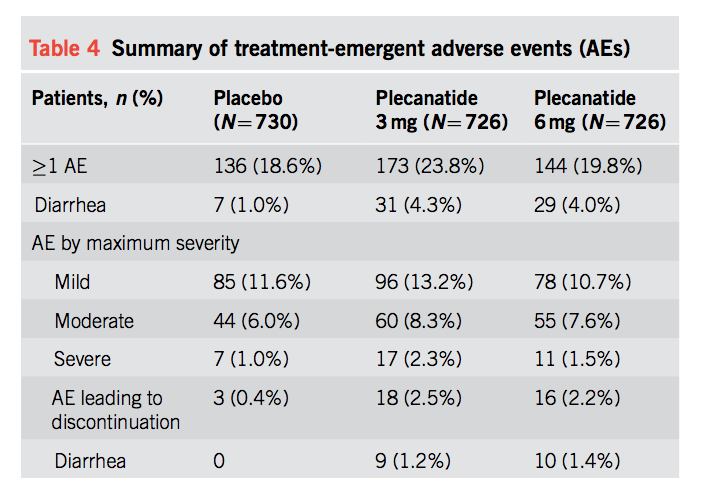 Table 4 Summary of treatment-emergent adverse events (AEs)
Patients, n (%) Placebo (N=730) Plecanatide 3 mg (N=726) Plecanatide 6 mg (N=726)
≥1 AE 136 (18.6%) 173 (23.8%) 144 (19.8%)
Diarrhea 7 (1.0%) 31 (4.3%) 29 (4.0%)
AE by maximum severity
Mild 85 (11.6%) 96 (13.2%) 78 (10.7%)
Moderate 44 (6.0%) 60 (8.3%) 55 (7.6%)
Severe 7 (1.0%) 17 (2.3%) 11 (1.5%)
AE leading to discontinuation 3 (0.4%) 18 (2.5%) 16 (2.2%)
Diarrhea 0 9 (1.2%) 10 (1.4%)